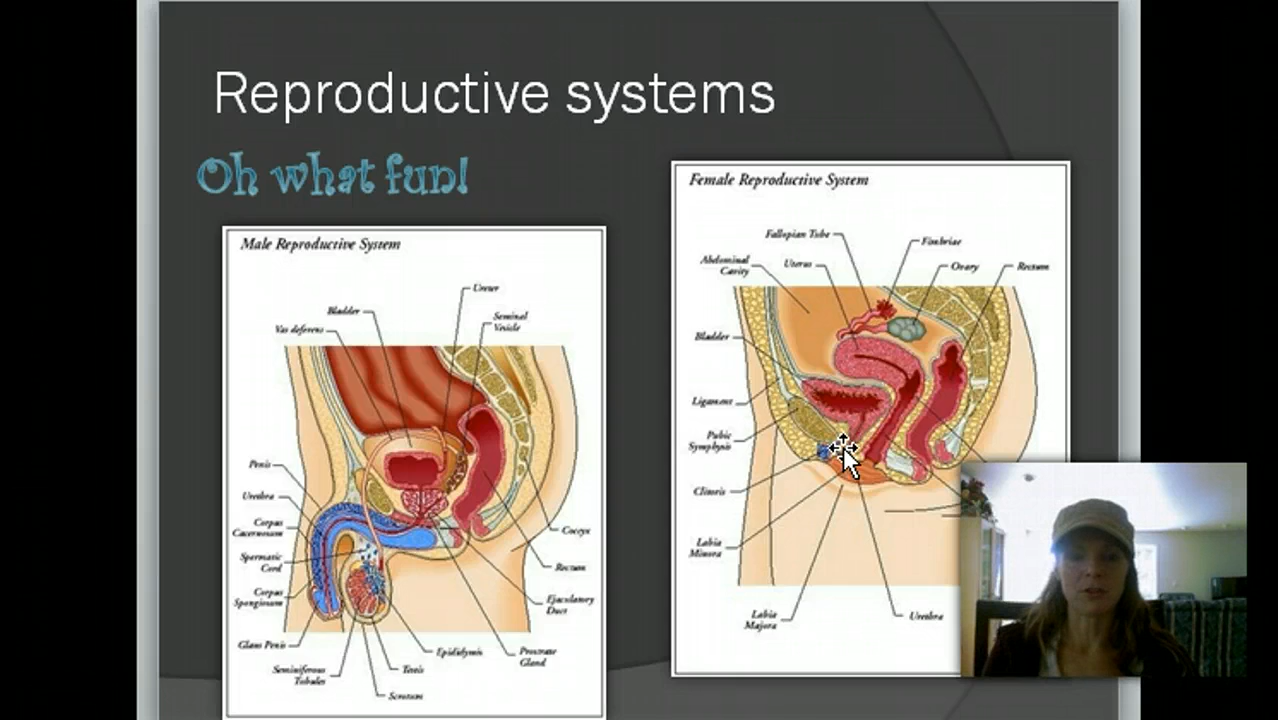 Reproductive systems
Oh what fun!
Male Reproductive System
Ureter
Bladder
Seminal
Vesicle
Vas deferens
Penis
Urethra
Corpus
Cavernosum
Spermatic
Cord
Corpus
Spongiosum
Glans Penis
Seminiferous
Tubules
Scrotum
Testis
Epididymis
Prostrate
Gland
Ejaculatory
Duct
Rectum
Coccyx
Female Reproductive System
Fallopian Tube
Fimbriae
Abdominal
Cavity
Uterus
Ovary
Rectum
Bladder
Ligament
Pubic
Symphysis
Clitoris
Labia
Minora
Labia
Majora
Urethra